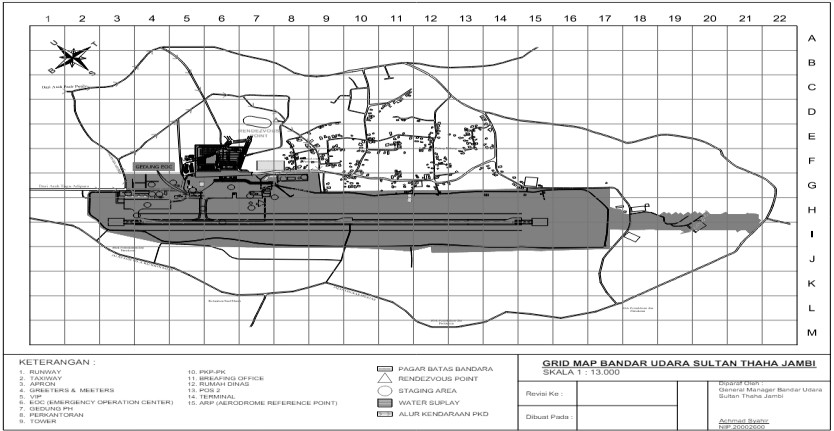 1 2 3 4 5 6 7 8 9 10 11 12 13 14 15 16 17 18 19 20 21 22
A
B
C
D
E
F
G
H
I
J
K
L
M
U
T
B
S
RENDEZVOUS
POINT
GEDUNG EOC
KETERANGAN :
1. RUNWAY
2. TAXIWAY
3. APRON
4. GREETERS & MEETERS
5. VIP
6. EOC (EMERGENCY OPERATION CENTER)
7. GEDUNG PH
8. PERKANTORAN
9. TOWER
10. PKP-PK
11. BREAFING OFFICE
12. RUMAH DINAS
13. POS 2
14. TERMINAL
15. ARP (AERODROME REFERENCE POINT)
PAGAR BATAS BANDARA
RENDEZVOUS POINT
STAGING AREA
WATER SUPLAY
ALUR KENDARAAN PKD
GRID MAP BANDAR UDARA SULTAN THAHA JAMBI
SKALA 1 : 13.000
Revisi Ke :
Dibuat Pada :
Diparaf Oleh :
General Manager Bandar Udara
Sultan Thaha Jambi
Achmad Syahir